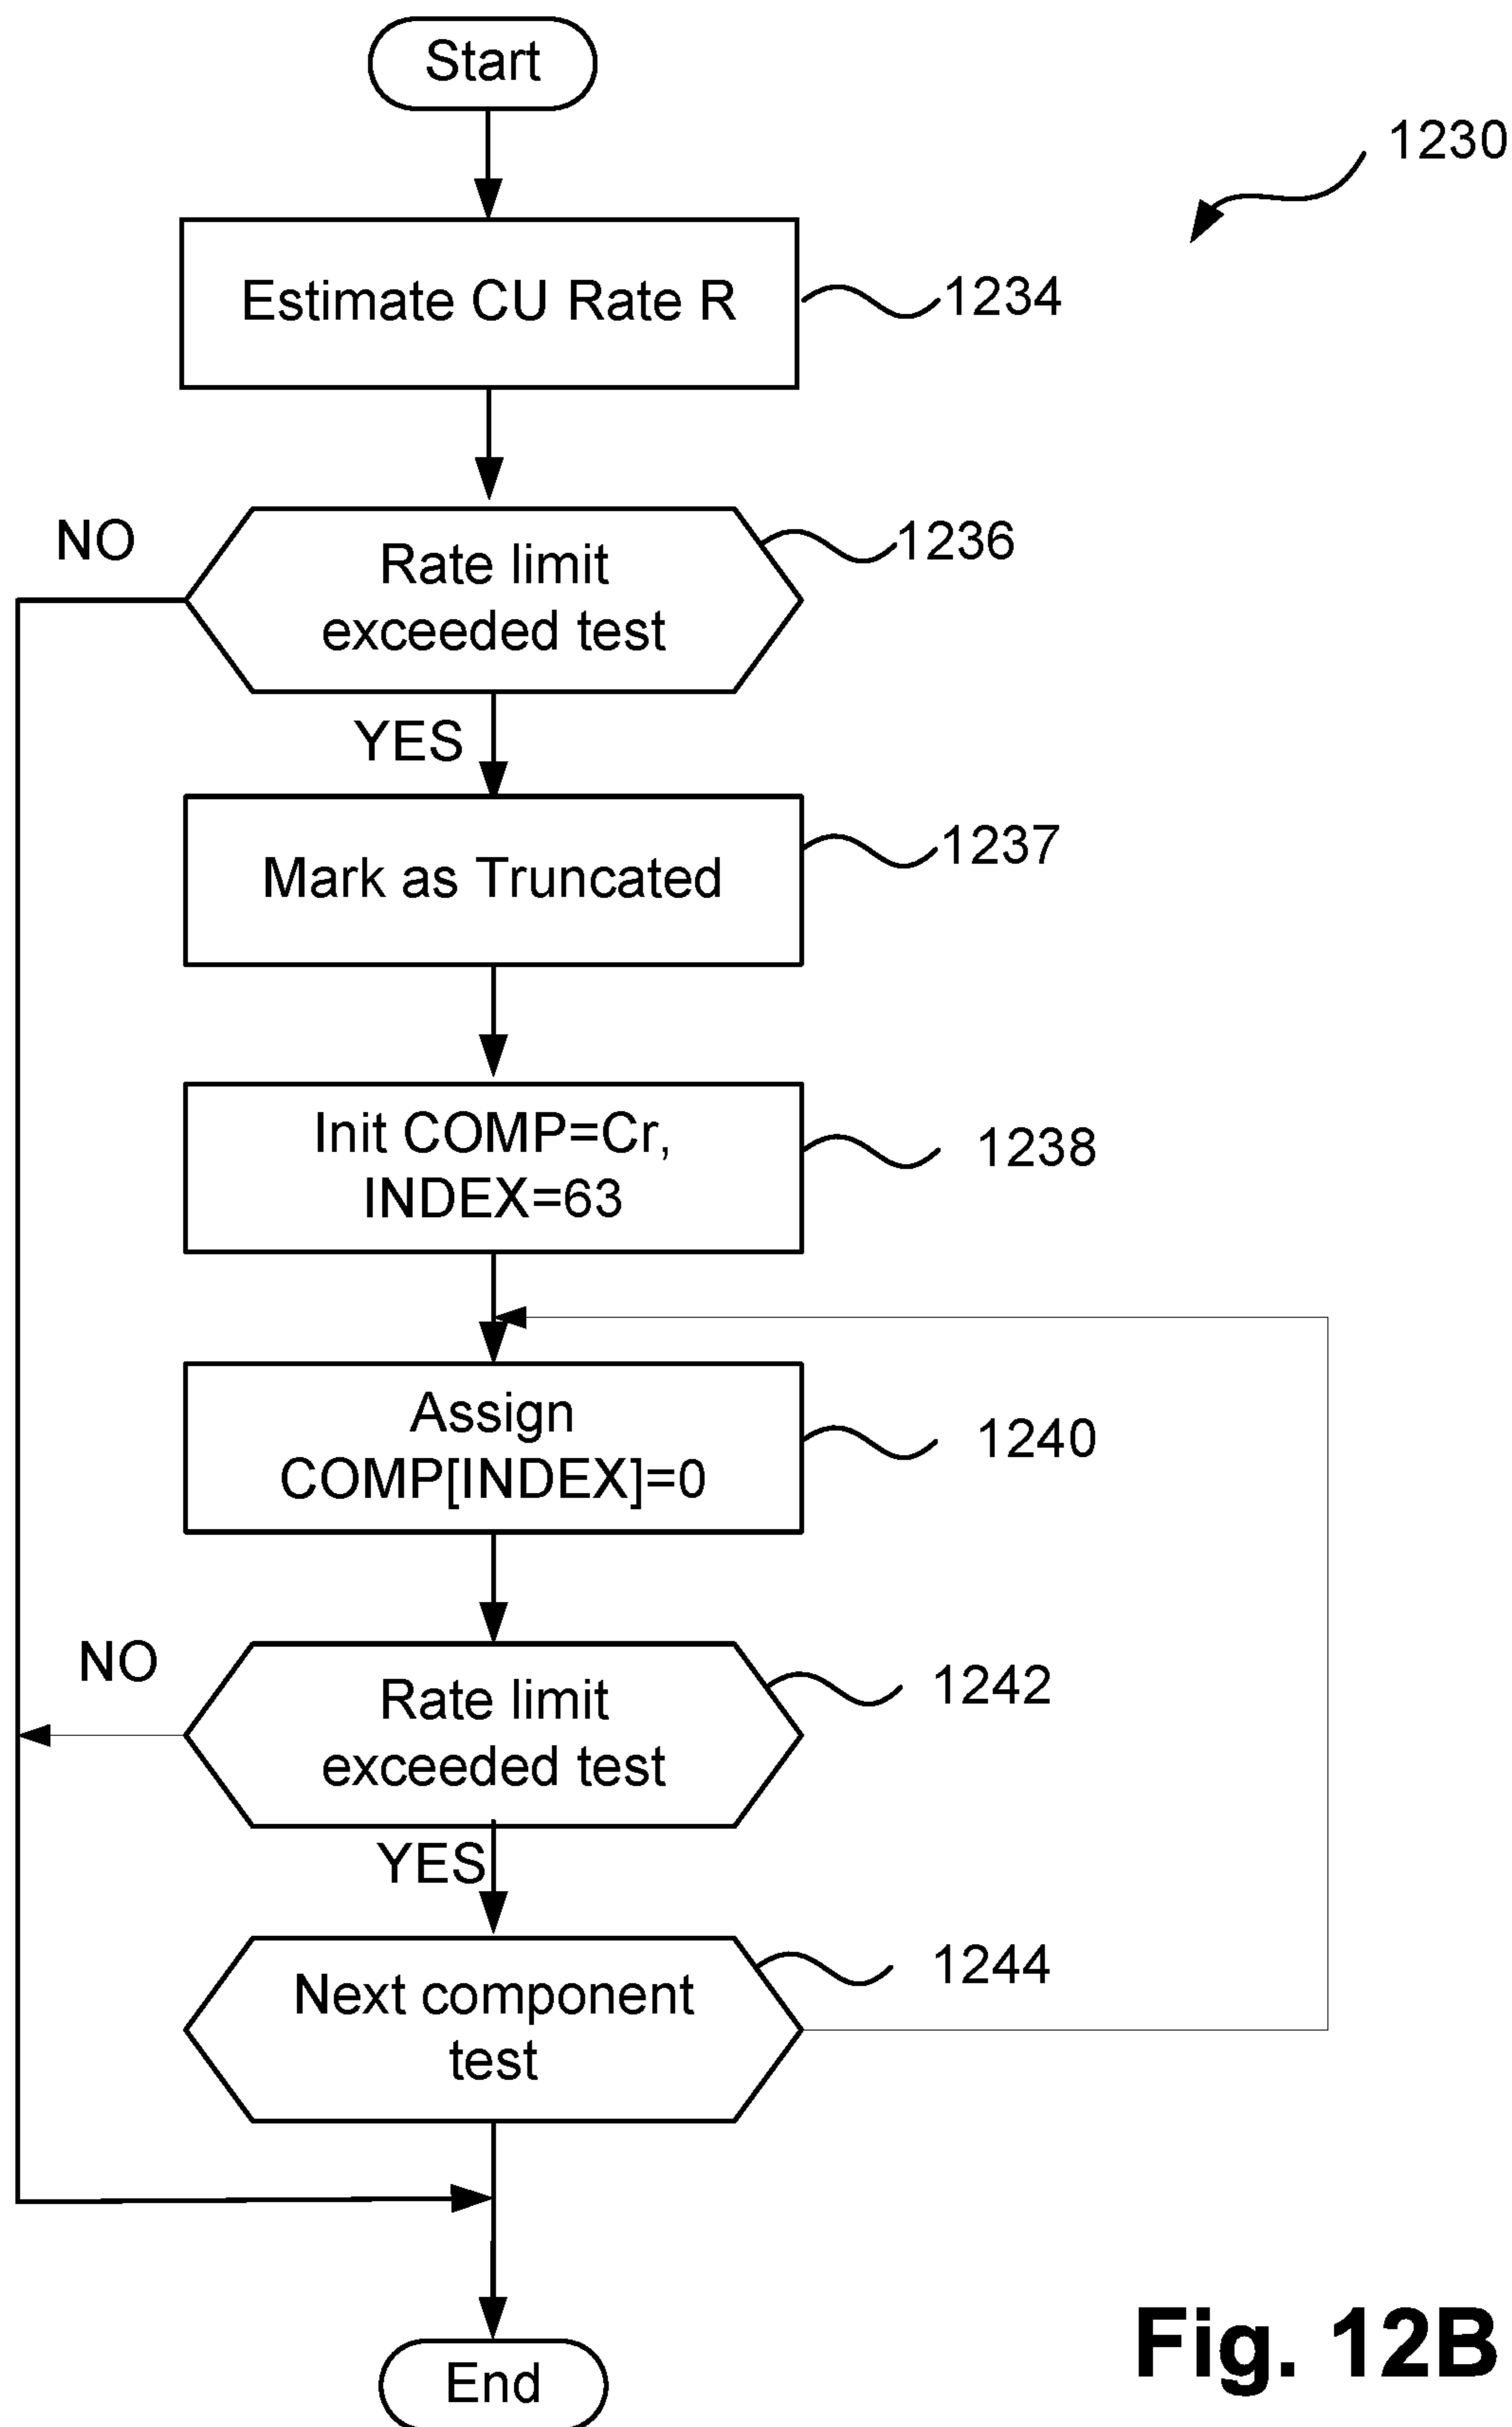 Start
1230
Estimate CU Rate R
1234
NO
Rate limit
exceeded test
1236
YES
Mark as Truncated
1237
Init COMP=Cr,
INDEX=63
1238
Assign
COMP[INDEX]=0
1240
NO
Rate limit
exceeded test
1242
YES
Next component
test
1244
End
Fig. 12B